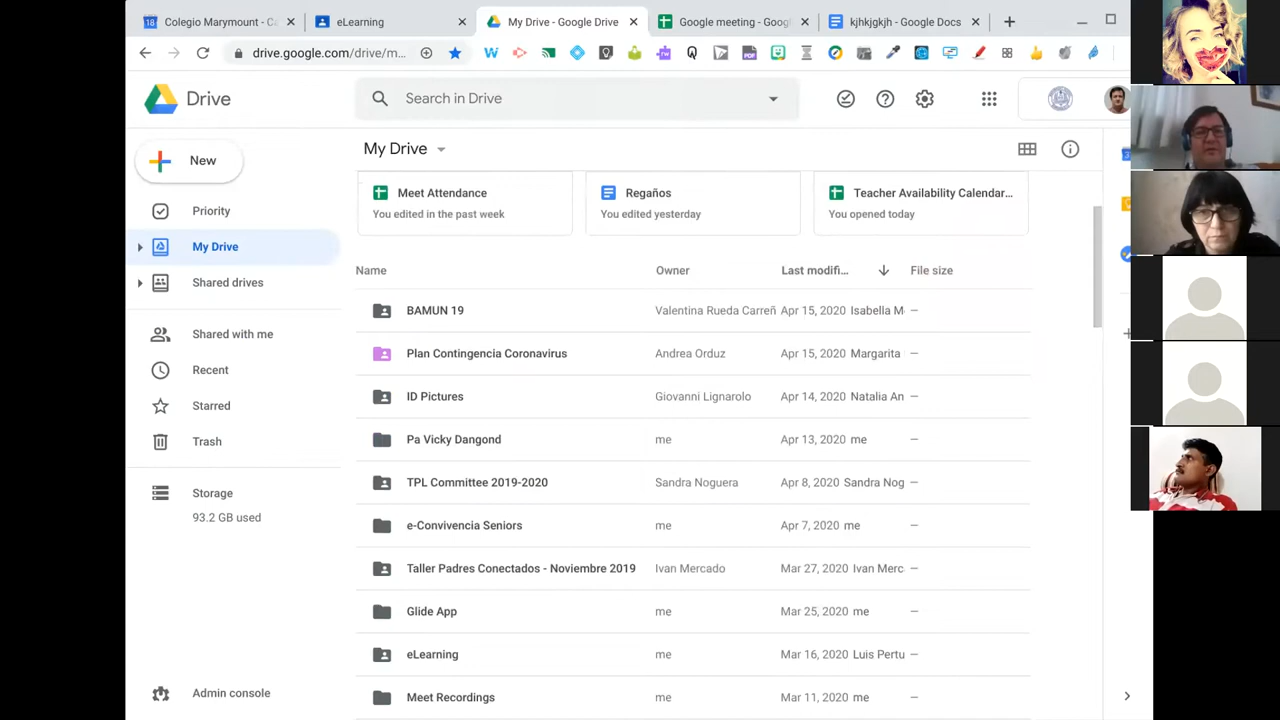 Colegio Marymount - C
eLearning
My Drive - Google Drive
Google meeting - Goog
kjhkjgkjh - Google Docs
drive.google.com/drive/m...
Drive
Search in Drive
New
My Drive
Meet Attendance
You edited in the past week
Regaños
You edited yesterday
Teacher Availability Calendar...
You opened today
Priority
My Drive
Shared drives
Shared with me
Recent
Starred
Trash
Storage
93.2 GB used
Admin console
Name Owner Last modifi... File size
BAMUN 19 Valentina Rueda Carreñ Apr 15, 2020 Isabella M —
Plan Contingencia Coronavirus Andrea Orduz Apr 15, 2020 Margarita —
ID Pictures Giovanni Lignarolo Apr 14, 2020 Natalia An —
Pa Vicky Dangond me Apr 13, 2020 me —
TPL Committee 2019-2020 Sandra Noguera Apr 8, 2020 Sandra Nog —
e-Convivencia Seniors me Apr 7, 2020 me —
Taller Padres Conectados - Noviembre 2019 Ivan Mercado Mar 27, 2020 Ivan Merc —
Glide App me Mar 25, 2020 me —
eLearning me Mar 16, 2020 Luis Pertu —
Meet Recordings me Mar 11, 2020 me —